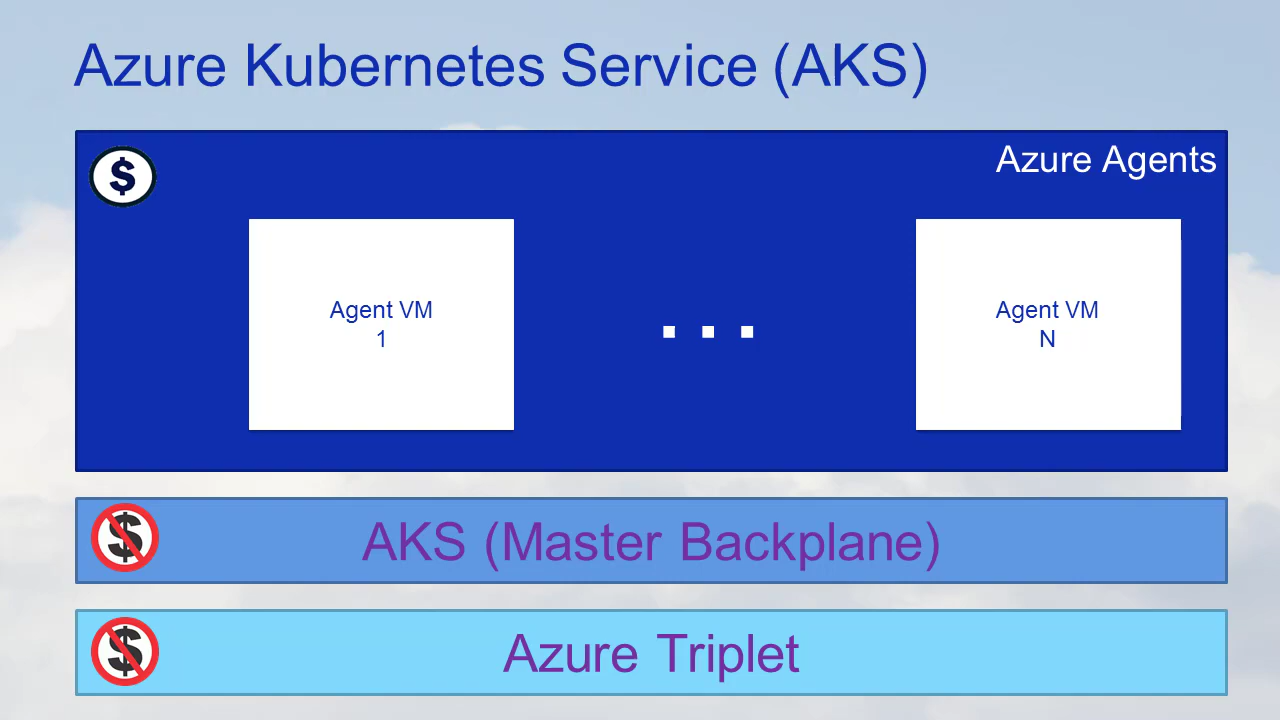 Azure Kubernetes Service (AKS)
$
Azure Agents
Agent VM
1
...
Agent VM
N
$
AKS (Master Backplane)
$
Azure Triplet